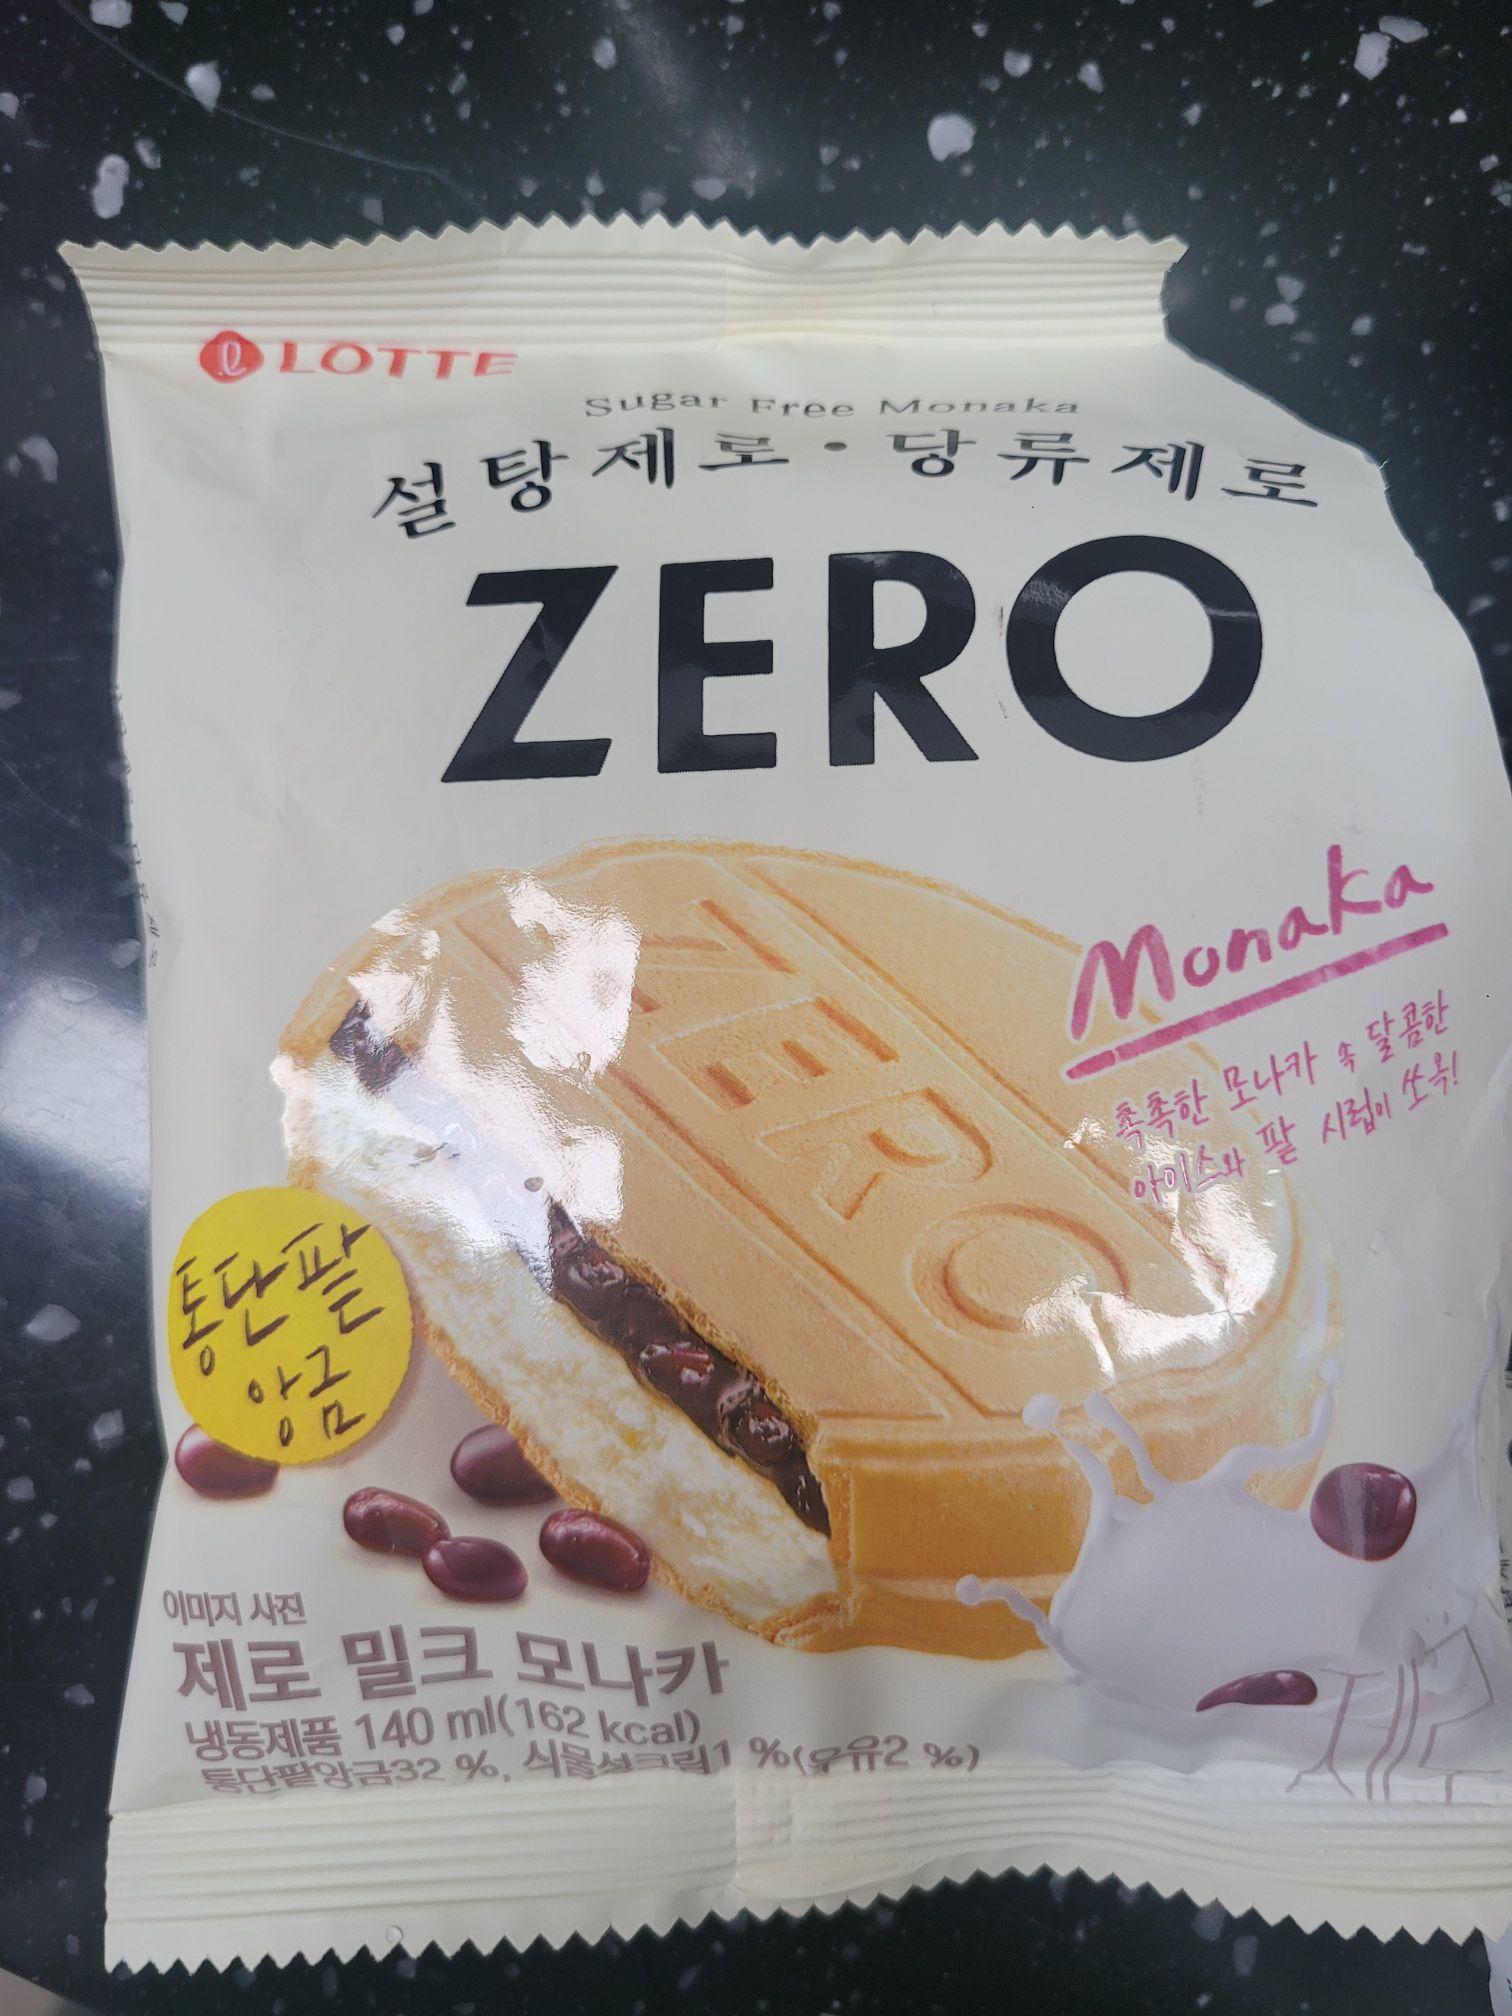 LOTTE
Sugar Free Monaka
설탕제로·당류제로
ZERO
Monaka
촉촉한 모나카 속 달콤한
아이스와 팥 시럽이 쏘옥!
ZERO
통단팥
앙금
이미지 사진
제로 밀크 모나카
냉동제품 140 ml(162 kcal)
통단팥앙금32 %, 식물성크림1 %(우유2 %)
제로